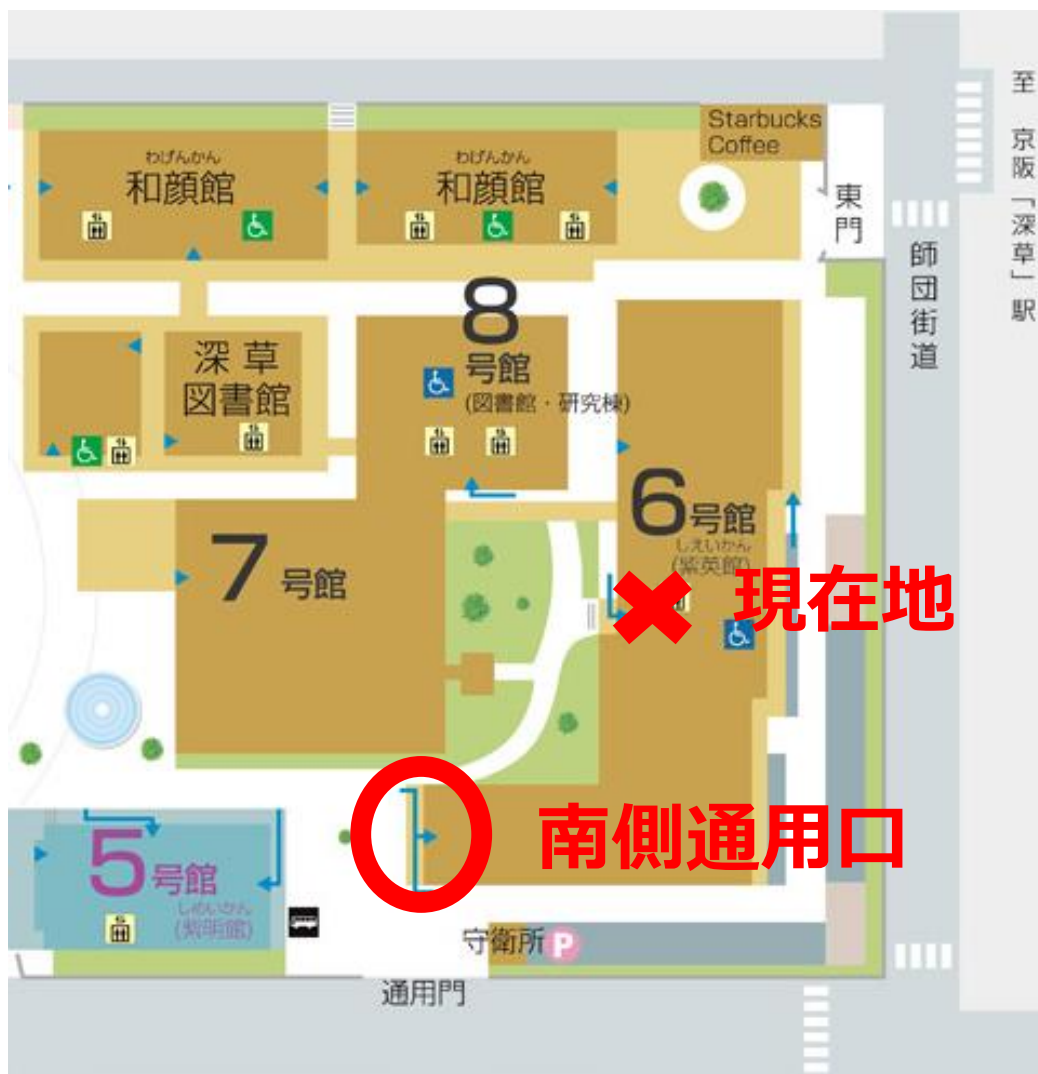 Starbucks
Coffee
至 京阪「深草」駅
わげんかん
和顔館
わげんかん
和顔館
東門
師団街道
深草
図書館
8
号館
(図書館・研究棟)
7号館
6号館
しえいかん
(紫英館)
現在地
南側通用口
5号館
しめいかん
(紫明館)
守衛所 P
通用門